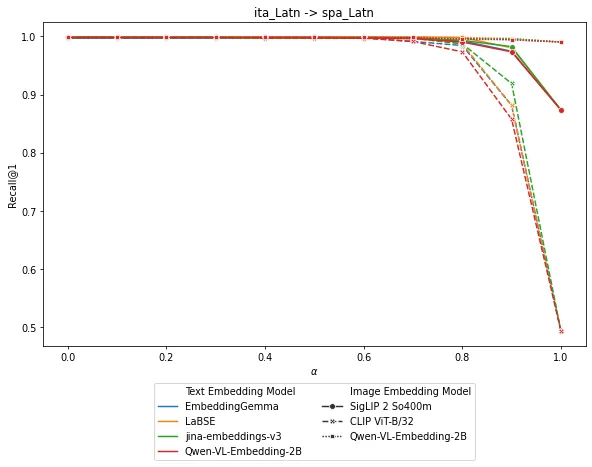 ita_Latn -> spa_Latn
1.0
0.9
0.8
0.7
0.6
0.5
Recall@1
0.0 0.2 0.4 0.6 0.8 1.0
α
Text Embedding Model Image Embedding Model
EmbeddingGemma SigLIP 2 So400m
LaBSE CLIP ViT-B/32
jina-embeddings-v3 Qwen-VL-Embedding-2B
Qwen-VL-Embedding-2B